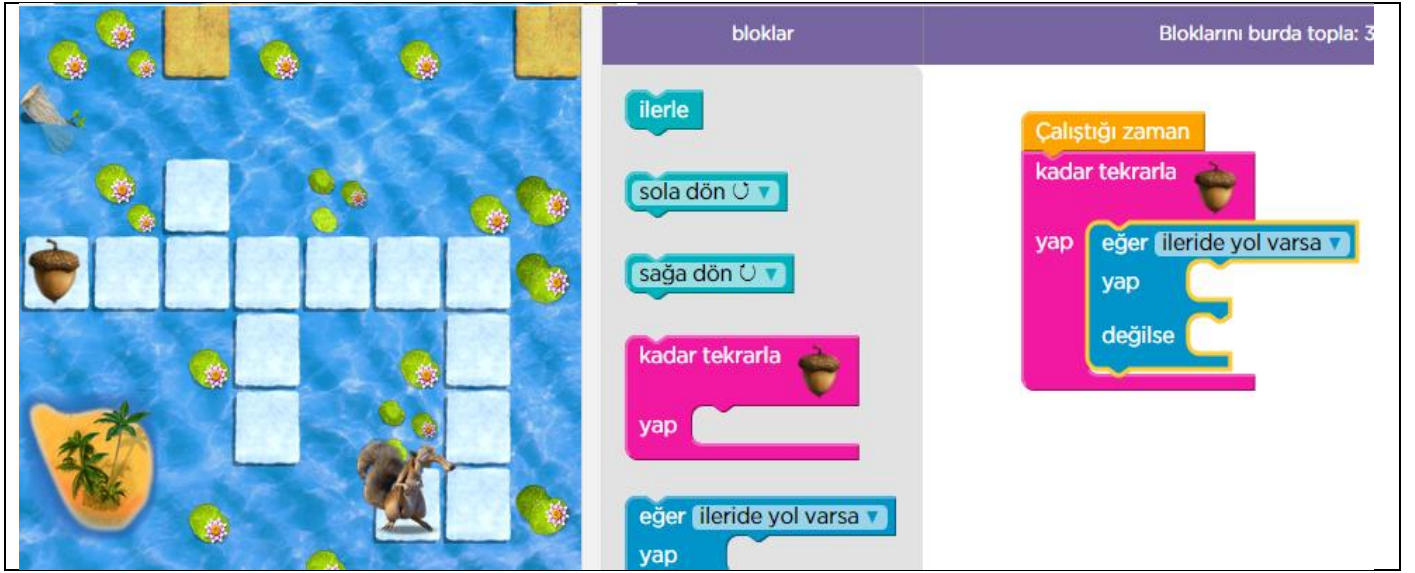 bloklar
Bloklarını burda topla: 3
ilerle
sola dön
sağa dön
kadar tekrarla
yap
eğer ileride yol varsa
yap
Çalıştığı zaman
kadar tekrarla
yap eğer ileride yol varsa
yap
değilse